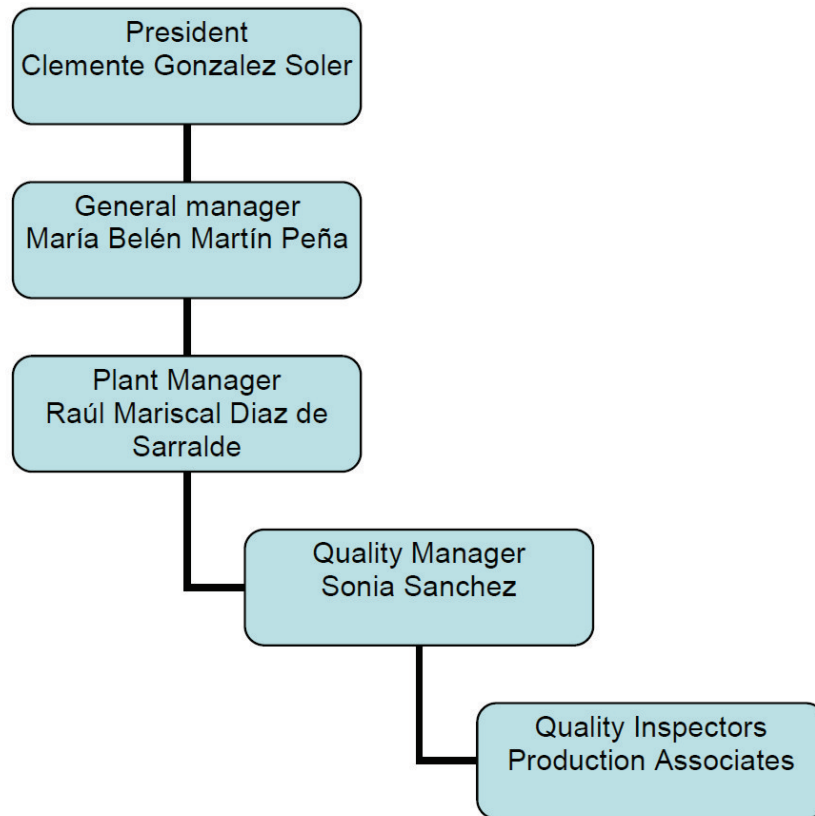 President
Clemente Gonzalez Soler
General manager
María Belén Martín Peña
Plant Manager
Raúl Mariscal Diaz de
Sarralde
Quality Manager
Sonia Sanchez
Quality Inspectors
Production Associates